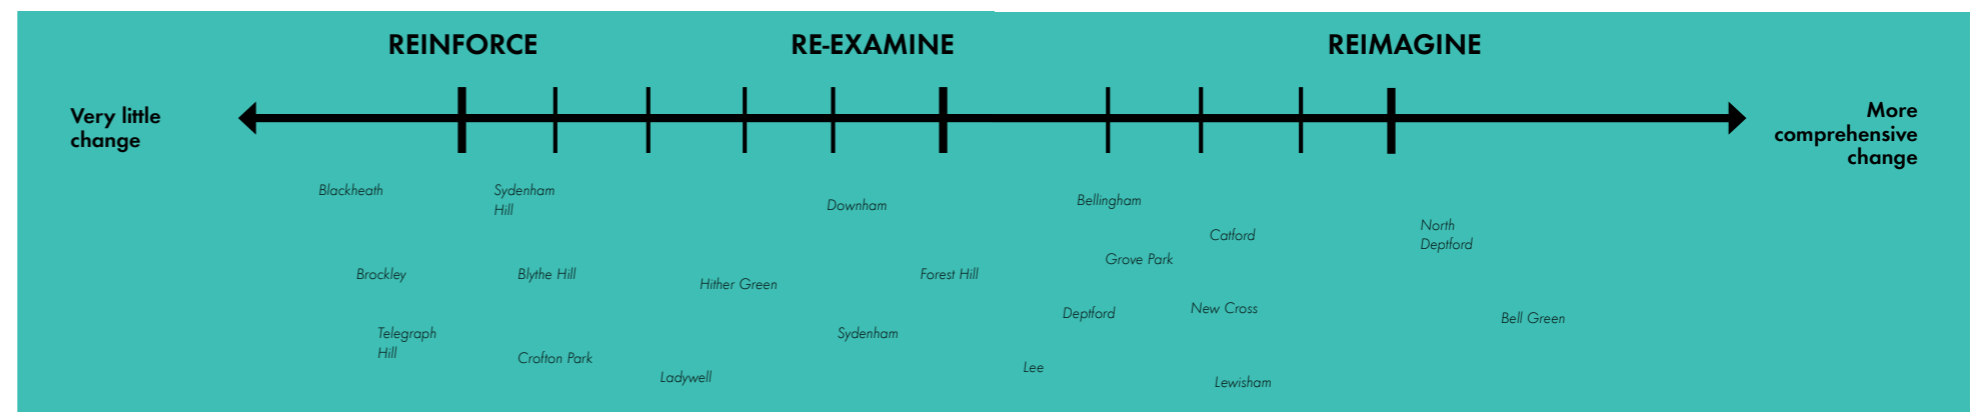 REINFORCE
RE-EXAMINE
REIMAGINE
Very little
change
More
comprehensive
change
Blackheath
Sydenham
Hill
Downham
Bellingham
Catford
North
Deptford
Brockley
Blythe Hill
Hither Green
Forest Hill
Grove Park
Telegraph
Hill
Crofton Park
Ladywell
Sydenham
Deptford
New Cross
Lee
Lewisham
Bell Green